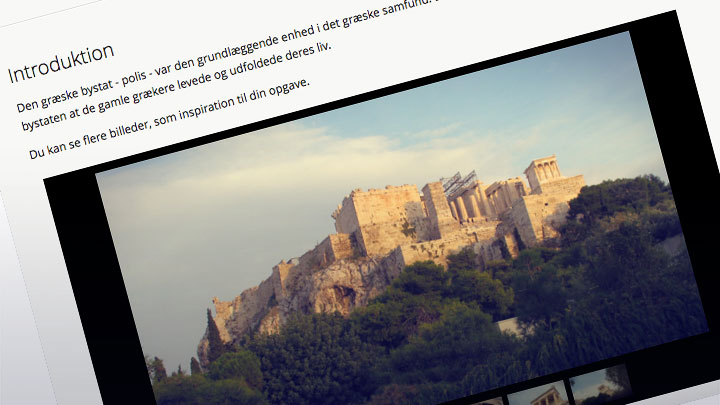 Introduktion
Den græske bystat - polis - var den grundlæggende enhed i det græske samfund.
bystaten at de gamle grækere levede og udfoldede deres liv.
Du kan se flere billeder, som inspiration til din opgave.